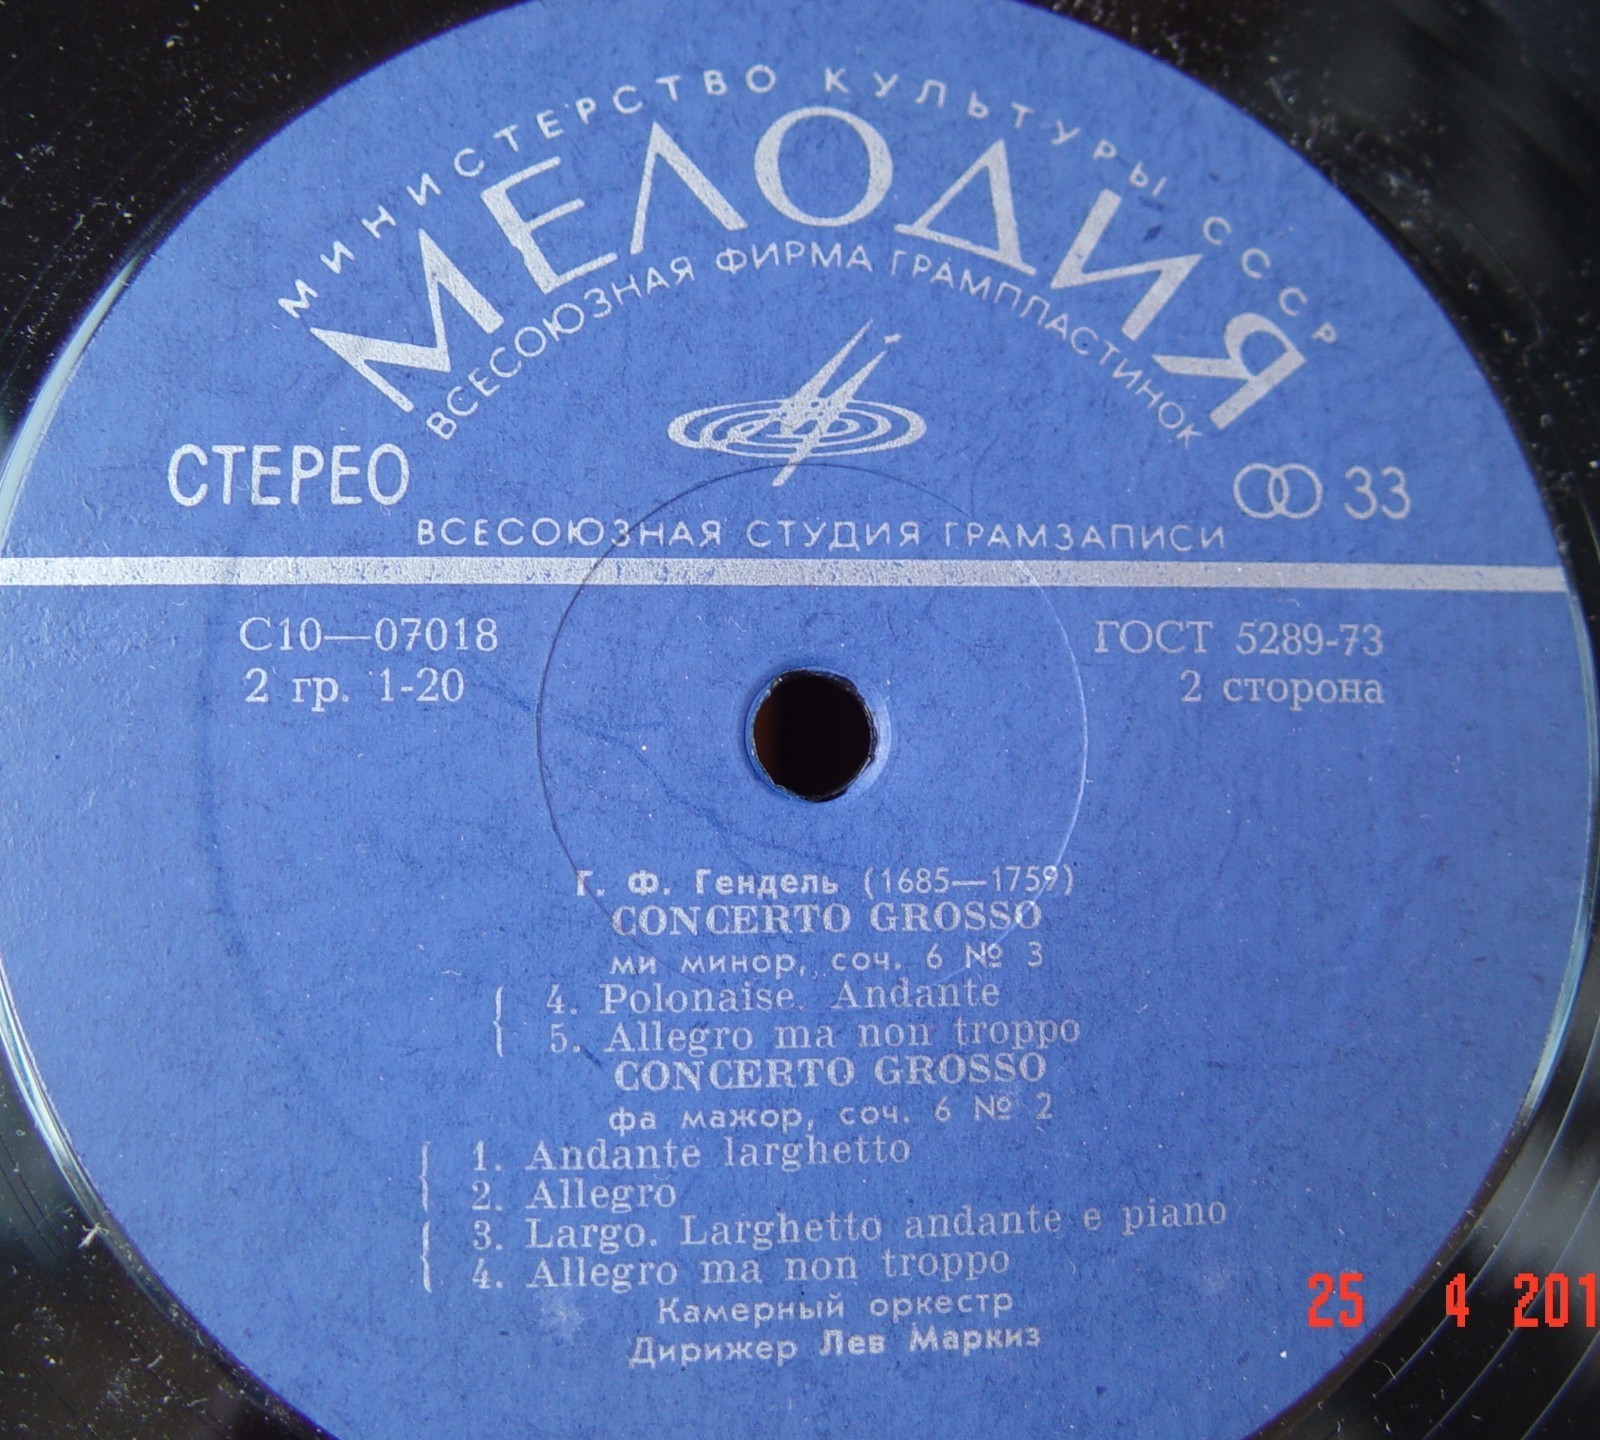 МИНИСТЕРСТВО КУЛЬТУРЫ СССР
МЕЛОДИЯ
ВСЕСОЮЗНАЯ ФИРМА ГРАМПЛАСТИНОК
СТЕРЕО
33
ВСЕСОЮЗНАЯ СТУДИЯ ГРАМЗАПИСИ
С10—07018
ГОСТ 5289-73
2 гр. 1-20
2 сторона
Г. Ф. Гендель (1685—1759)
CONCERTO GROSSO
ми минор, соч. 6 № 3
4. Polonaise. Andante
5. Allegro ma non troppo
CONCERTO GROSSO
фа мажор, соч. 6 № 2
1. Andante larghetto
2. Allegro
3. Largo. Larghetto andante e piano
4. Allegro ma non troppo
Камерный оркестр
Дирижер Лев Маркиз
25 4 201